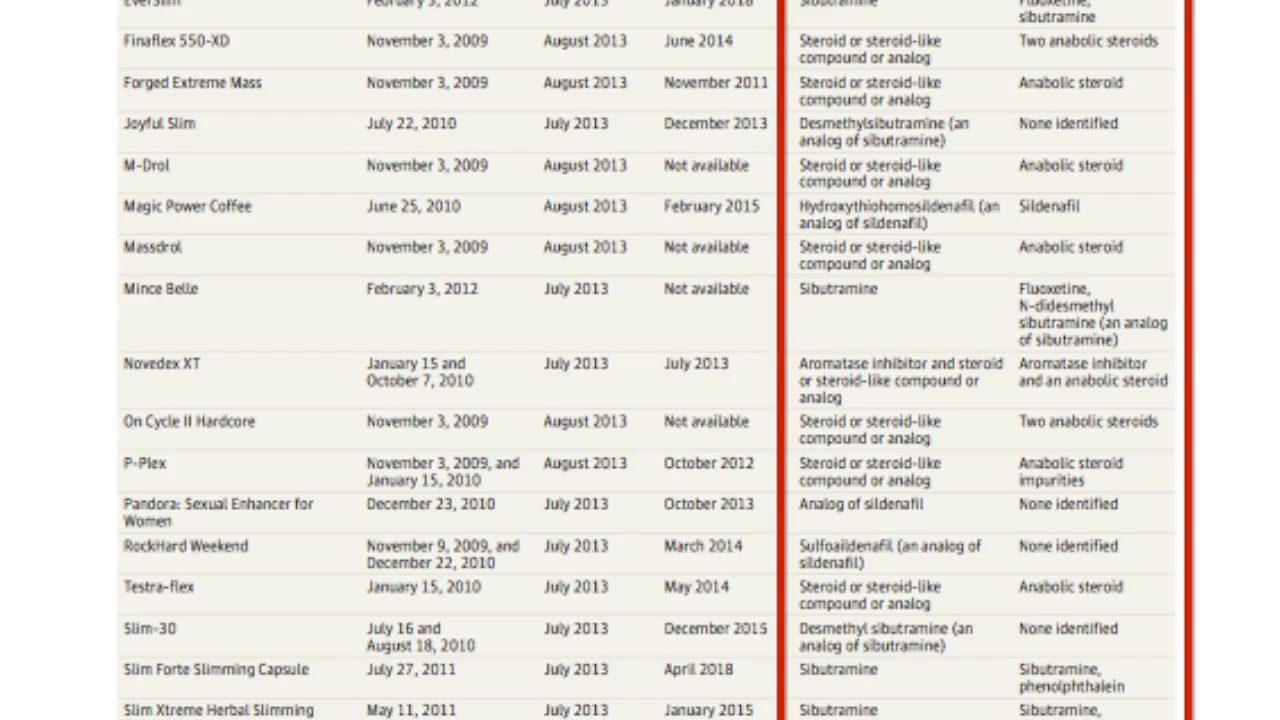 EverSlim February 3, 2012 July 2013 January 2018 Sibutramine Fluoxetine,
sibutramine
Finaflex 550-XD November 3, 2009 August 2013 June 2014 Steroid or steroid-like Two anabolic steroids
compound or analog
Forged Extreme Mass November 3, 2009 August 2013 November 2011 Steroid or steroid-like Anabolic steroid
compound or analog
Joyful Slim July 22, 2010 July 2013 December 2013 Desmethylsibutramine (an None identified
analog of sibutramine)
M-Drol November 3, 2009 August 2013 Not available Steroid or steroid-like Anabolic steroid
compound or analog
Magic Power Coffee June 25, 2010 August 2013 February 2015 Hydroxythiohomosildenafil (an Sildenafil
analog of sildenafil)
Massdrol November 3, 2009 August 2013 Not available Steroid or steroid-like Anabolic steroid
compound or analog
Mince Belle February 3, 2012 July 2013 Not available Sibutramine Fluoxetine,
N-didesmethyl
sibutramine (an analog
of sibutramine)
Novedex XT January 15 and July 2013 July 2013 Aromatase inhibitor and steroid Aromatase inhibitor
October 7, 2010 or steroid-like compound or and an anabolic steroid
analog
On Cycle II Hardcore November 3, 2009 August 2013 Not available Steroid or steroid-like Two anabolic steroids
compound or analog
P-Plex November 3, 2009, and August 2013 October 2012 Steroid or steroid-like Anabolic steroid
January 15, 2010 compound or analog impurities
Pandora: Sexual Enhancer for December 23, 2010 July 2013 October 2013 Analog of sildenafil None identified
Women
RockHard Weekend November 9, 2009, and July 2013 March 2014 Sulfoaildenafil (an analog of None identified
December 22, 2010 sildenafil)
Testra-flex January 15, 2010 July 2013 May 2014 Steroid or steroid-like Anabolic steroid
compound or analog
Slim-30 July 16 and July 2013 December 2015 Desmethyl sibutramine (an None identified
August 18, 2010 analog of sibutramine)
Slim Forte Slimming Capsule July 27, 2011 July 2013 April 2018 Sibutramine Sibutramine,
phenolphthalein
Slim Xtreme Herbal Slimming May 11, 2011 July 2013 January 2015 Sibutramine Sibutramine,